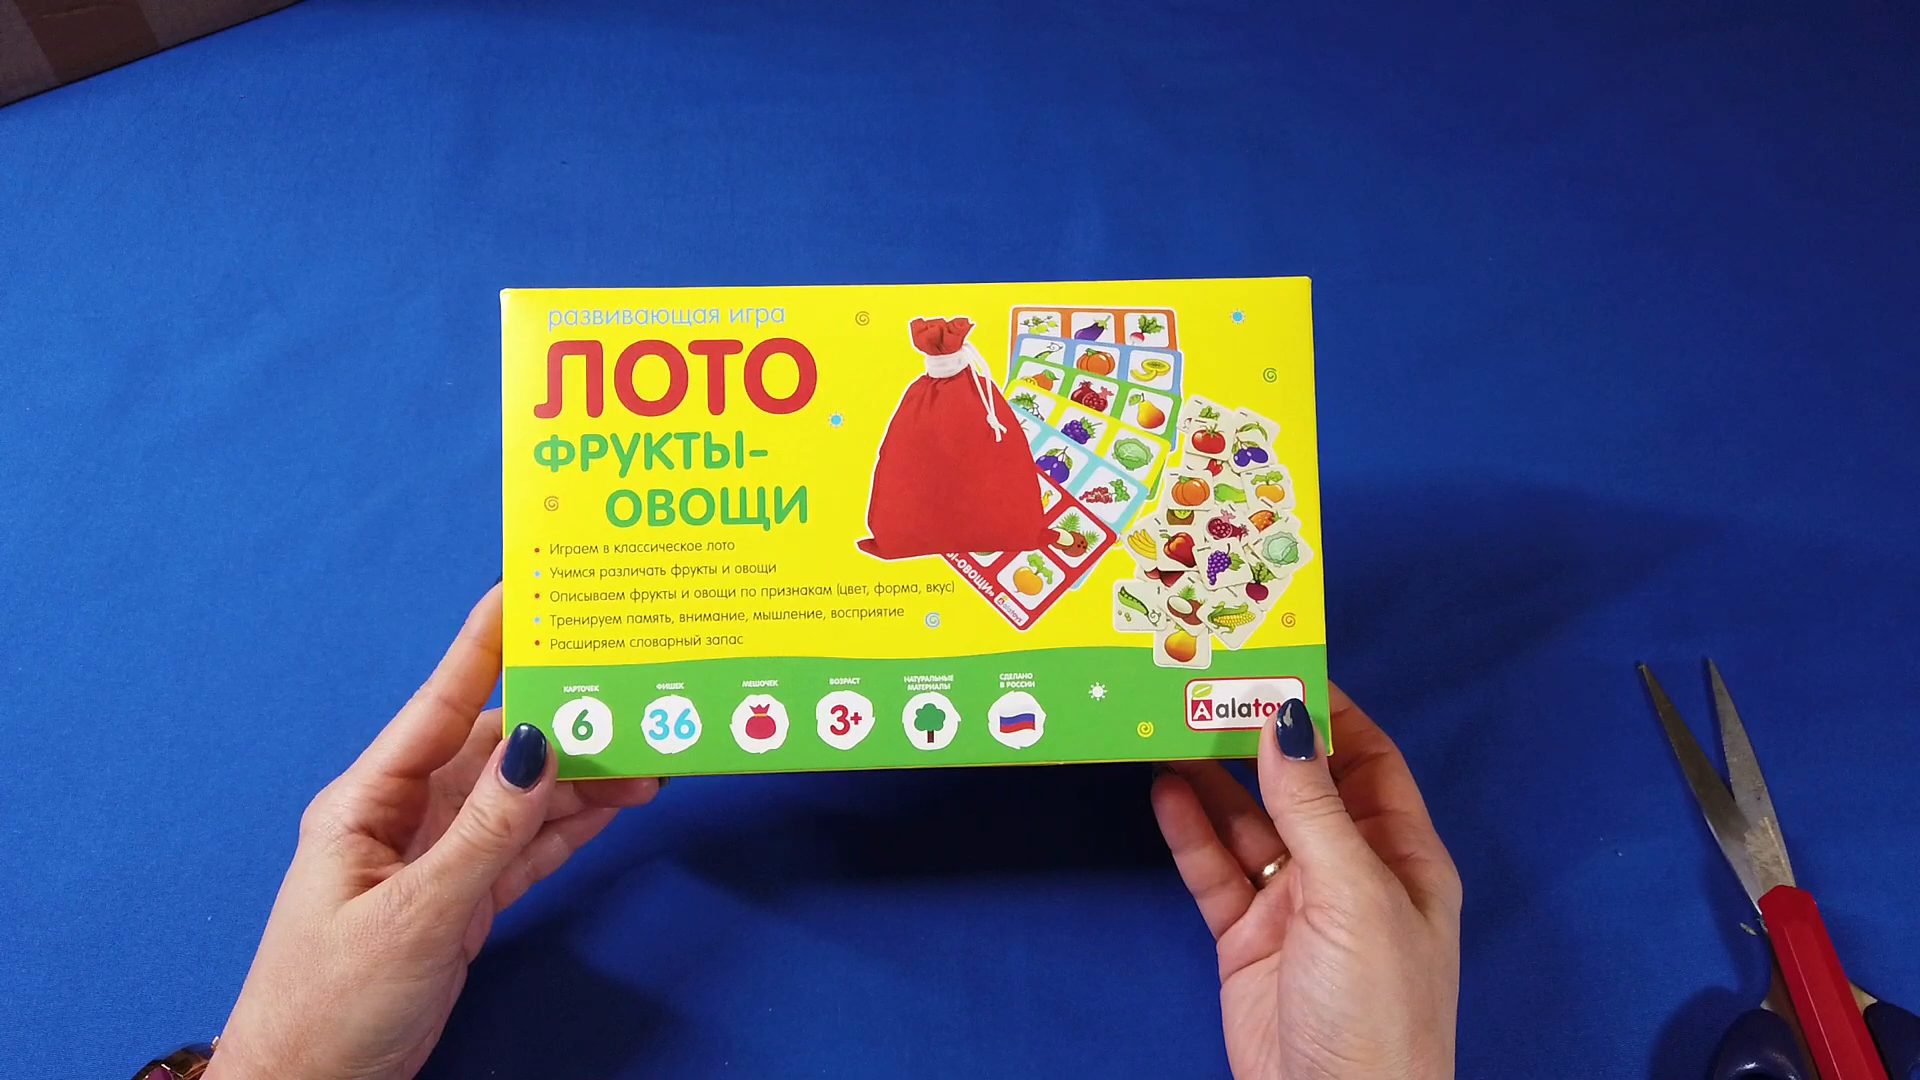 развивающая игра
ЛОТО
ФРУКТЫ-
ОВОЩИ
Играем в классическое лото
Учимся различать фрукты и овощи
Описываем фрукты и овощи по признакам (цвет, форма, вкус)
Тренируем память, внимание, мышление, восприятие
Расширяем словарный запас
КАРТОЧЕК
6
ФИШЕК
36
МЕШОЧЕК
ВОЗРАСТ
3+
НАТУРАЛЬНЫЕ
МАТЕРИАЛЫ
СДЕЛАНО
В РОССИИ
Ы-ОВОЩИ»
Alatoys
A alatoy